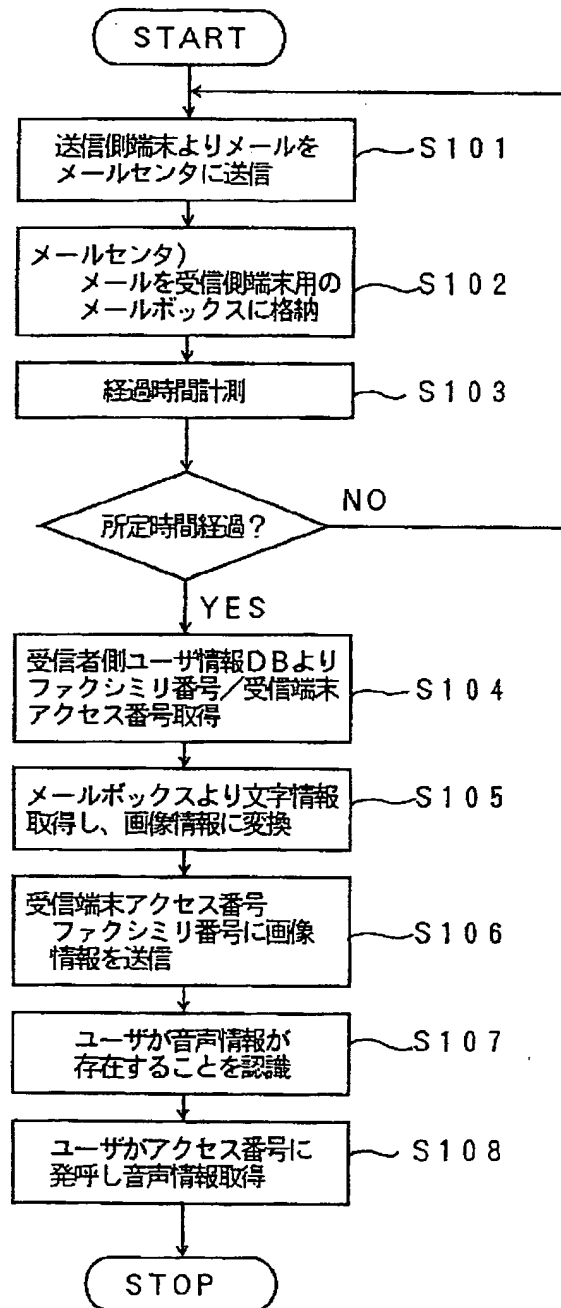 START
送信側端末よりメールを
メールセンタに送信
S101
メールセンタ)
メールを受信側端末用の
メールボックスに格納
S102
経過時間計測
S103
所定時間経過?
NO
YES
受信者側ユーザ情報DBより
ファクシミリ番号/受信端末
アクセス番号取得
S104
メールボックスより文字情報
取得し、画像情報に変換
S105
受信端末アクセス番号
ファクシミリ番号に画像
情報を送信
S106
ユーザが音声情報が
存在することを認識
S107
ユーザがアクセス番号に
発呼し音声情報取得
S108
STOP